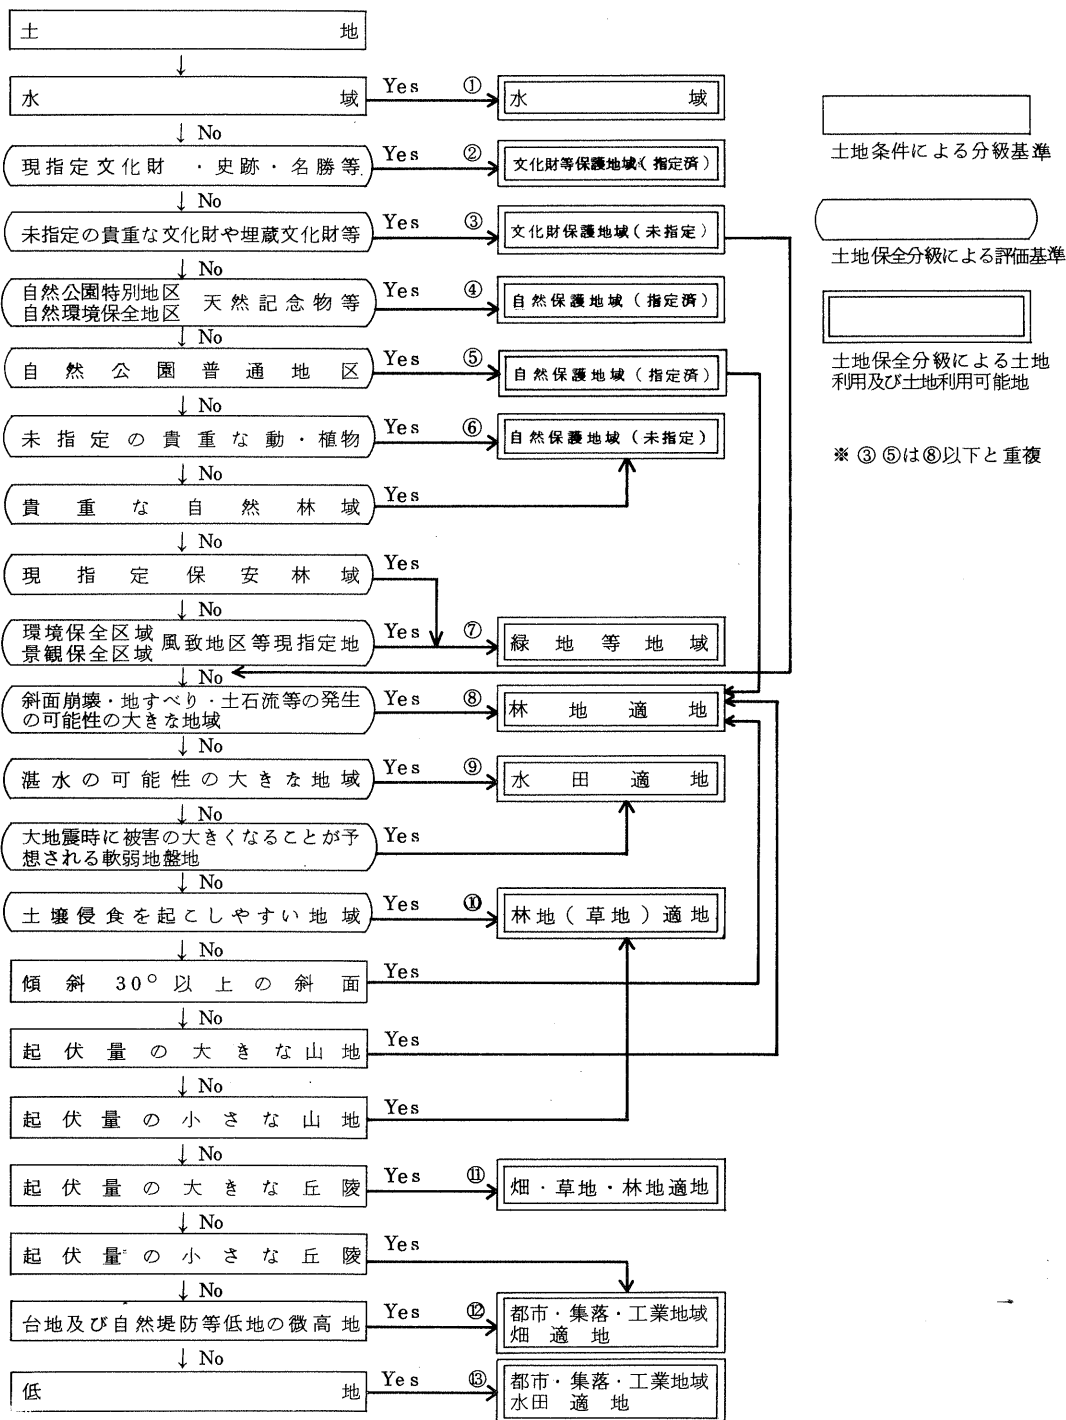 土地
↓
水域
Yes ①
水域
↓ No
現指定文化財 ・史跡・名勝等
Yes ②
文化財等保護地域（指定済）
↓ No
未指定の貴重な文化財や埋蔵文化財等
Yes ③
文化財保護地域（未指定）
↓ No
自然公園特別地区
自然環境保全地区
天然記念物等
Yes ④
自然保護地域（指定済）
↓ No
自然公園普通地区
Yes ⑤
自然保護地域（指定済）
↓ No
未指定の貴重な動・植物
Yes ⑥
自然保護地域（未指定）
↓ No
貴重な自然林域
Yes
↓ No
現指定保安林域
Yes
↓ No
環境保全区域
景観保全区域
風致地区等現指定地
Yes ⑦
緑地等地域
↓ No
斜面崩壊・地すべり・土石流等の発生
の可能性の大きな地域
Yes ⑧
林地適地
↓ No
湛水の可能性の大きな地域
Yes ⑨
水田適地
↓ No
大地震時に被害の大きくなることが予
想される軟弱地盤地
Yes
↓ No
土壌侵食を起こしやすい地域
Yes ⑩
林地（草地）適地
↓ No
傾斜30°以上の斜面
Yes
↓ No
起伏量の大きな山地
Yes
↓ No
起伏量の小さな山地
Yes
↓ No
起伏量の大きな丘陵
Yes ⑪
畑・草地・林地適地
↓ No
起伏量の小さな丘陵
Yes
↓ No
台地及び自然堤防等低地の微高地
Yes ⑫
都市・集落・工業地域
畑適地
↓ No
低地
Yes ⑬
都市・集落・工業地域
水田適地
土地条件による分級基準
土地保全分級による評価基準
土地保全分級による土地
利用及び土地利用可能地
※ ③⑤は⑧以下と重複